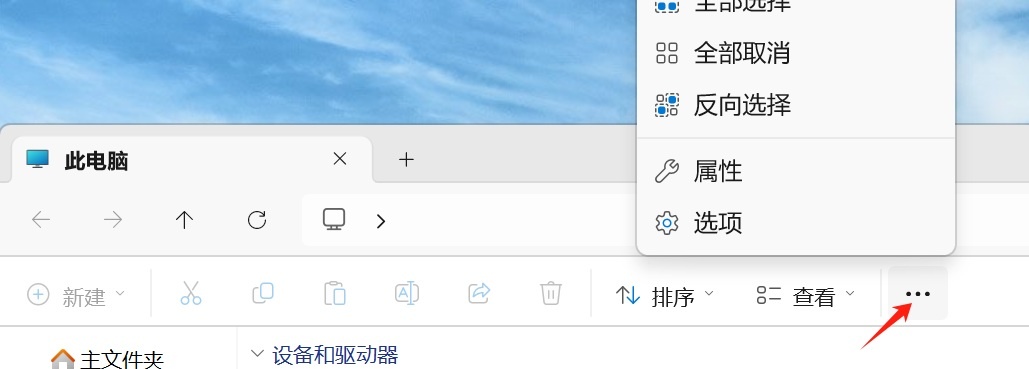 全部选择
全部取消
反向选择
此电脑
属性
选项
新建
排序
查看
主文件夹
设备和驱动器